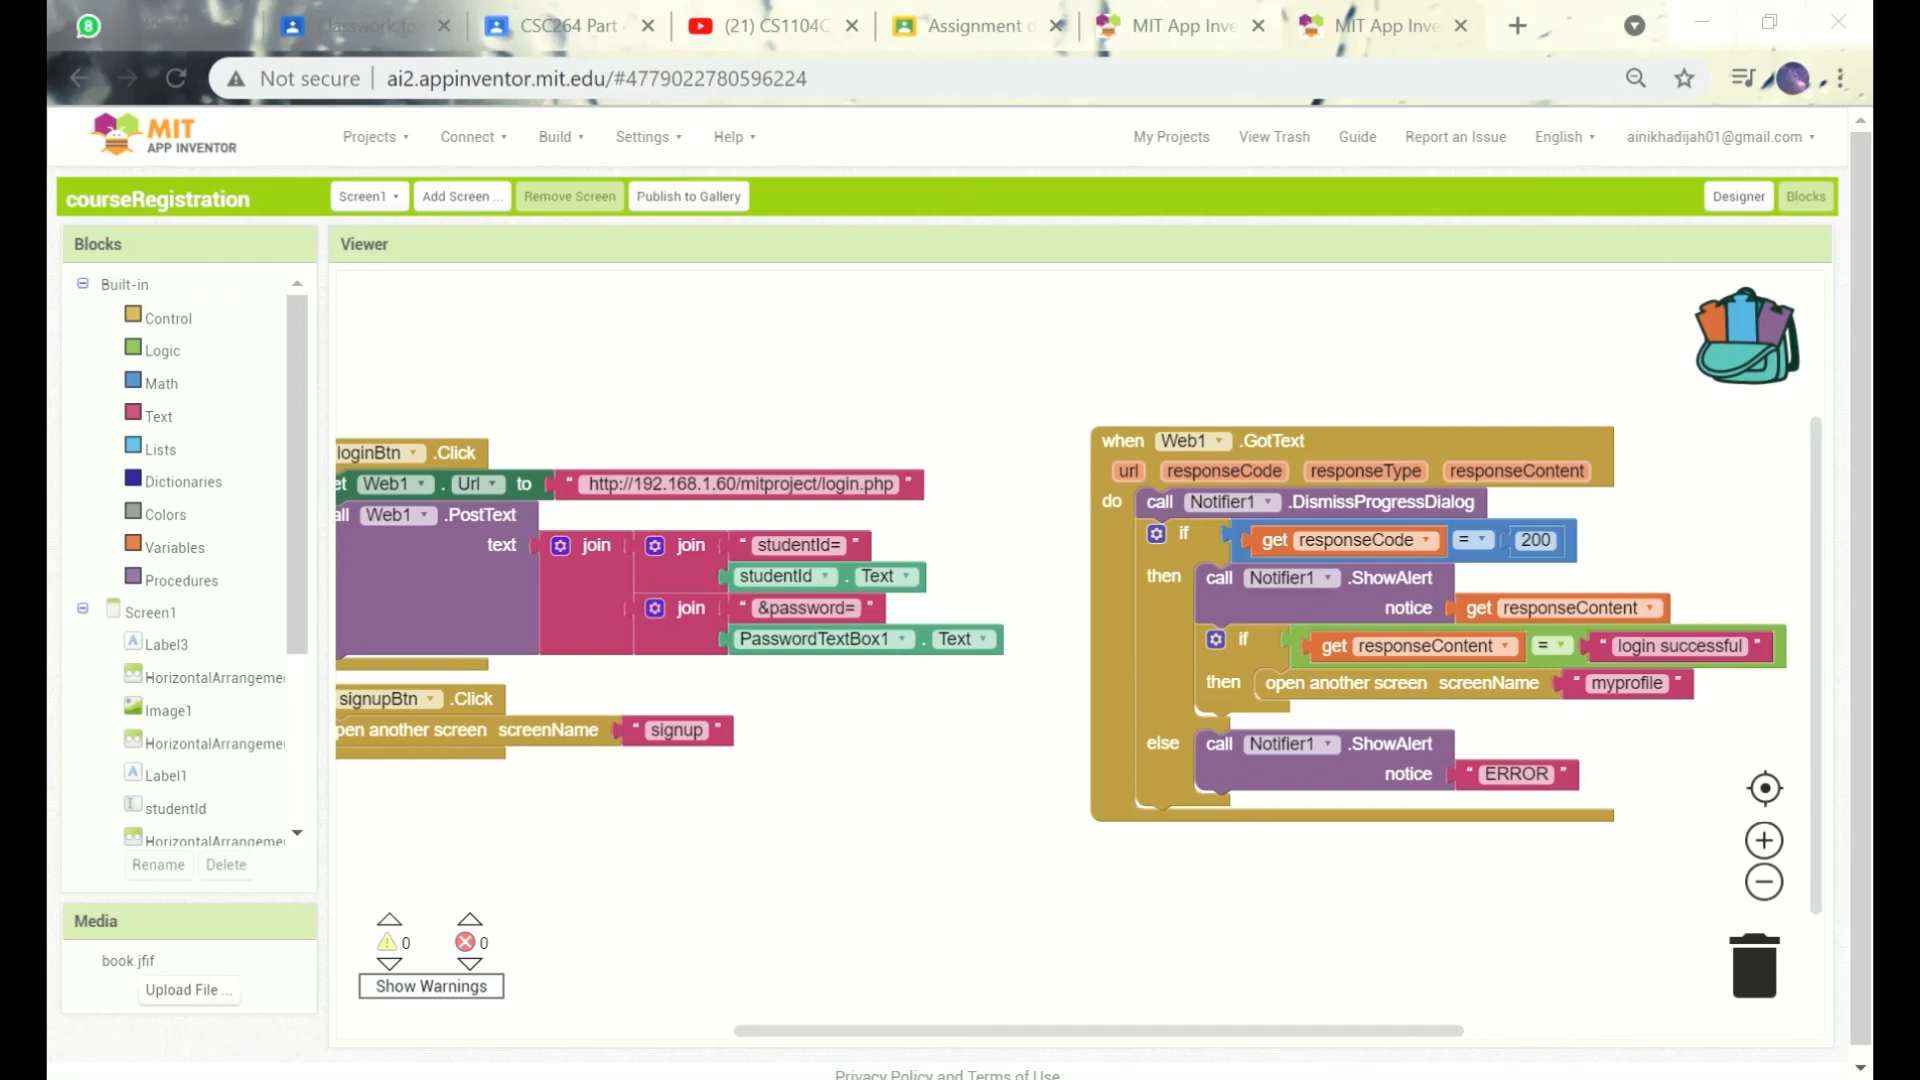 8
Classwork fo
CSC264 Part
(21) CS1104C
Assignment d
MIT App Inve
MIT App Inve
Not secure
ai2.appinventor.mit.edu/#4779022780596224
MIT
APP INVENTOR
Projects
Connect
Build
Settings
Help
My Projects
View Trash
Guide
Report an Issue
English
ainikhadijah01@gmail.com
courseRegistration
Screen1
Add Screen ...
Remove Screen
Publish to Gallery
Designer
Blocks
Blocks
Viewer
Built-in
Control
Logic
Math
Text
Lists
Dictionaries
Colors
Variables
Procedures
Screen1
Label3
HorizontalArrangeme
Image1
HorizontalArrangeme
Label1
studentId
HorizontalArrangeme
Rename
Delete
Media
book.jfif
Upload File ...
loginBtn .Click
et Web1 . Url to " http://192.168.1.60/mitproject/login.php "
all Web1 .PostText
text join join " studentId= "
studentId . Text
join " &password= "
PasswordTextBox1 . Text
signupBtn .Click
pen another screen screenName " signup "
when Web1 .GotText
url responseCode responseType responseContent
do call Notifier1 .DismissProgressDialog
if get responseCode = 200
then call Notifier1 .ShowAlert
notice get responseContent
if get responseContent = " login successful "
then open another screen screenName " myprofile "
else call Notifier1 .ShowAlert
notice " ERROR "
0
0
Show Warnings
Privacy Policy and Terms of Use